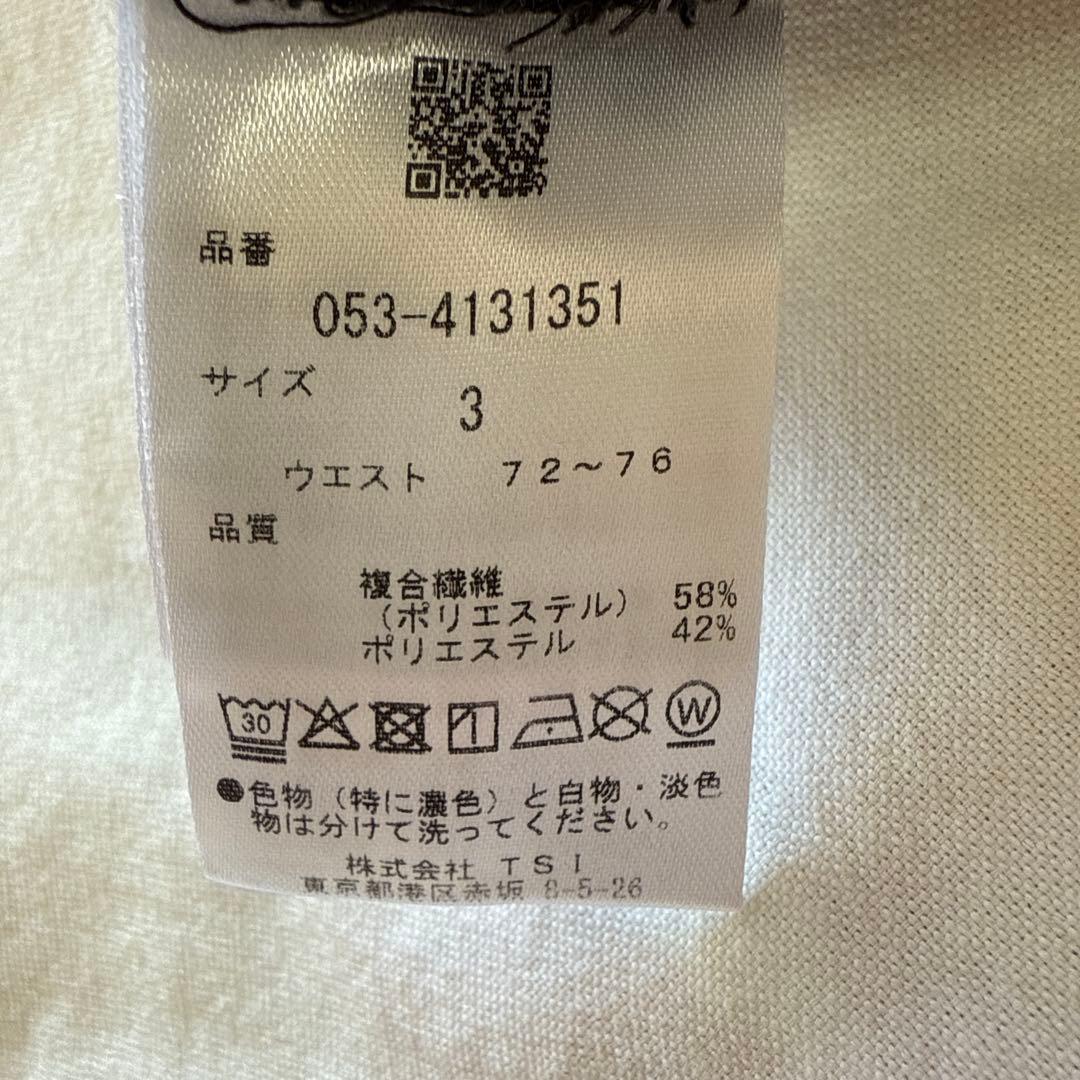 品番
053-4131351
サイズ
3
ウエスト 72～76
品質
複合繊維
(ポリエステル) 58%
ポリエステル 42%
30
W
●色物(特に濃色)と白物・淡色
物は分けて洗ってください。
株式会社 TSI
東京都港区赤坂 8-5-26